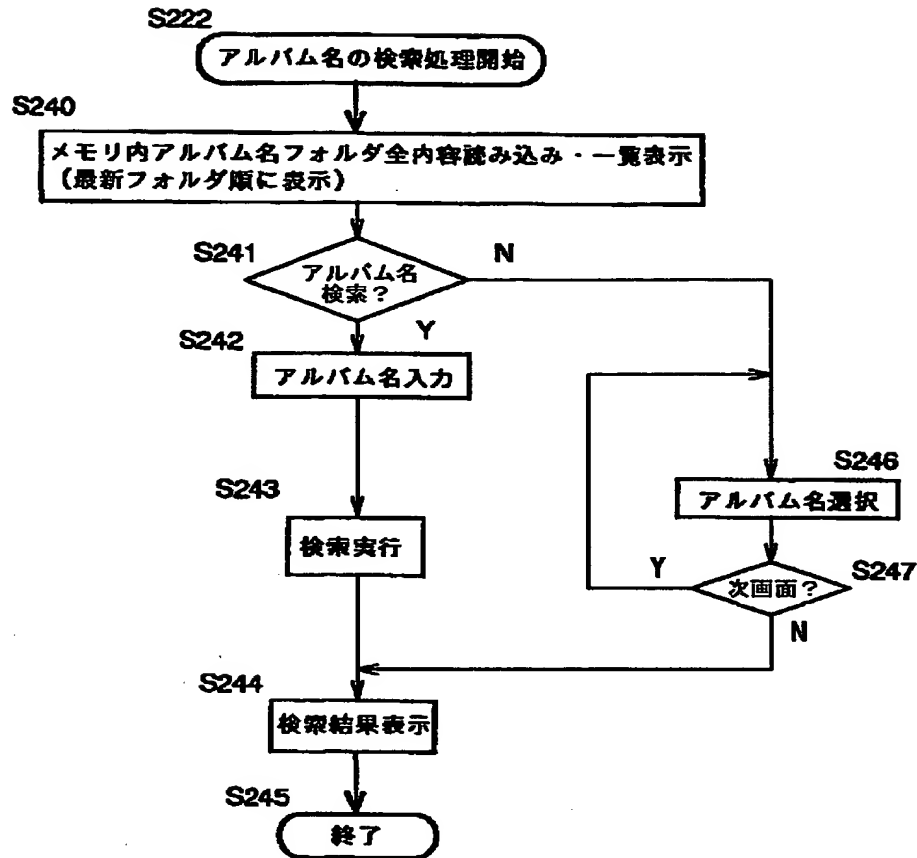 S222
アルバム名の検索処理開始
S240
メモリ内アルバム名フォルダ全内容読み込み・一覧表示
（最新フォルダ順に表示）
S241
アルバム名
検索？
N
Y
S242
アルバム名入力
S243
検索実行
S246
アルバム名選択
S247
次画面？
Y
N
S244
検索結果表示
S245
終了